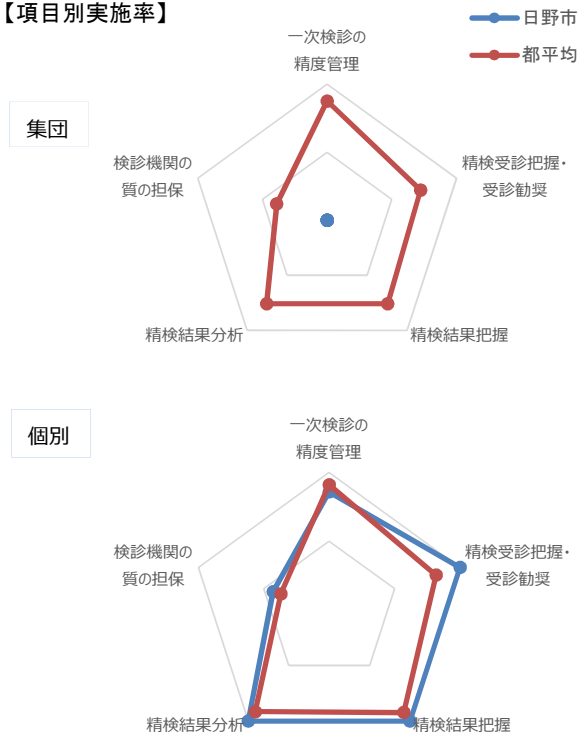 【項目別実施率】
日野市
都平均
集団
一次検診の
精度管理
精検受診把握・
受診勧奨
精検結果把握
精検結果分析
検診機関の
質の担保
個別
一次検診の
精度管理
精検受診把握・
受診勧奨
精検結果把握
精検結果分析
検診機関の
質の担保